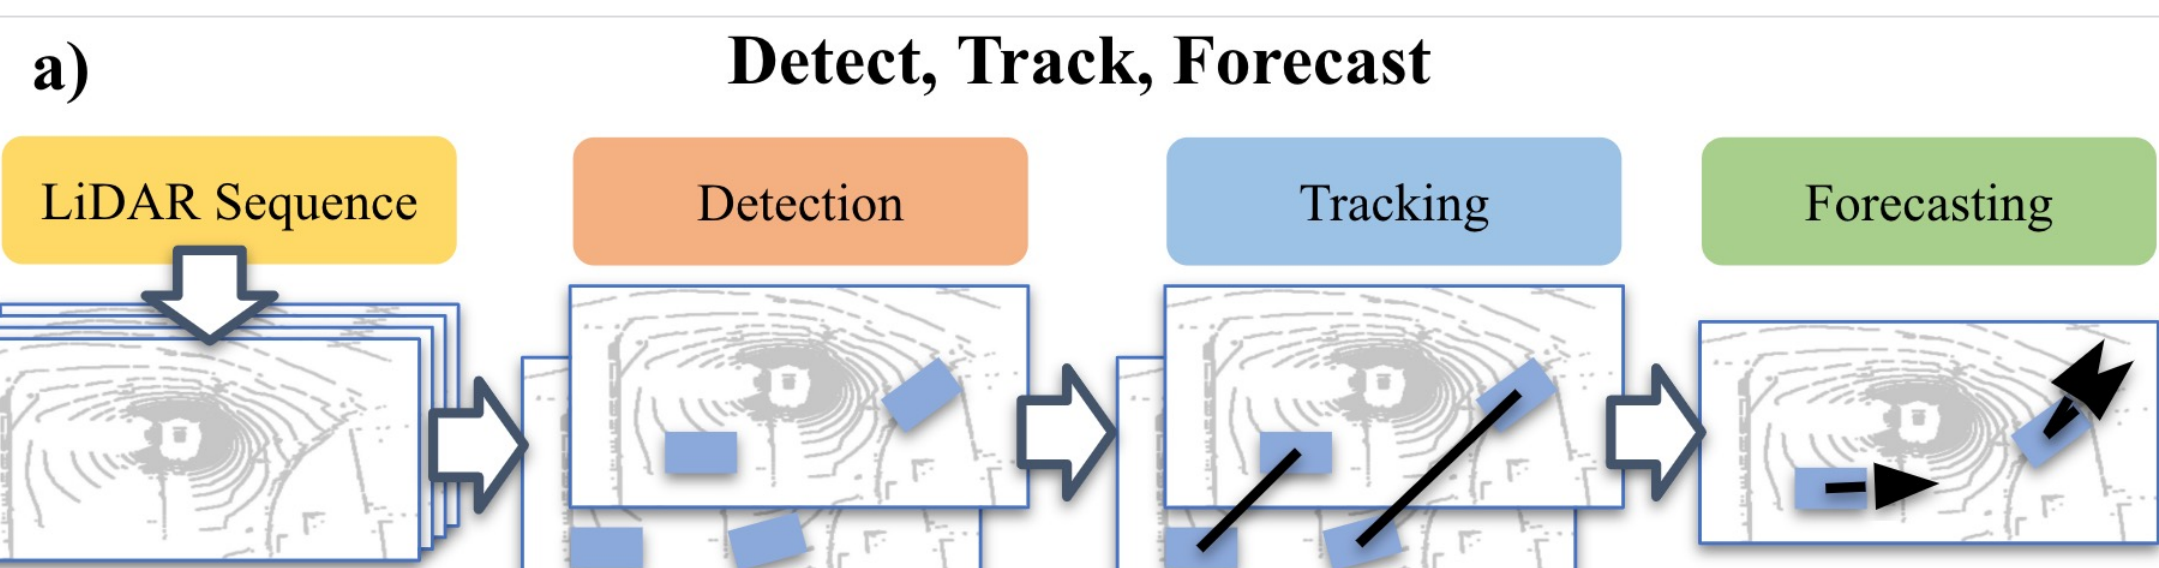 a)
Detect, Track, Forecast
LiDAR Sequence
Detection
Tracking
Forecasting